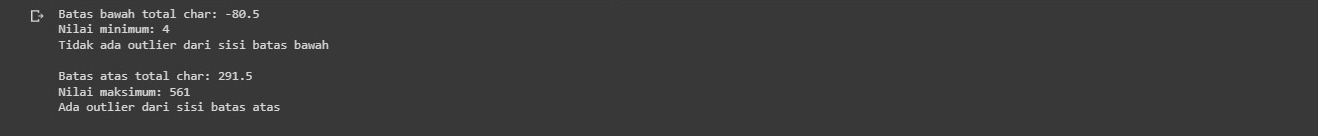 Batas bawah total char: -80.5
Nilai minimum: 4
Tidak ada outlier dari sisi batas bawah
Batas atas total char: 291.5
Nilai maksimum: 561
Ada outlier dari sisi batas atas